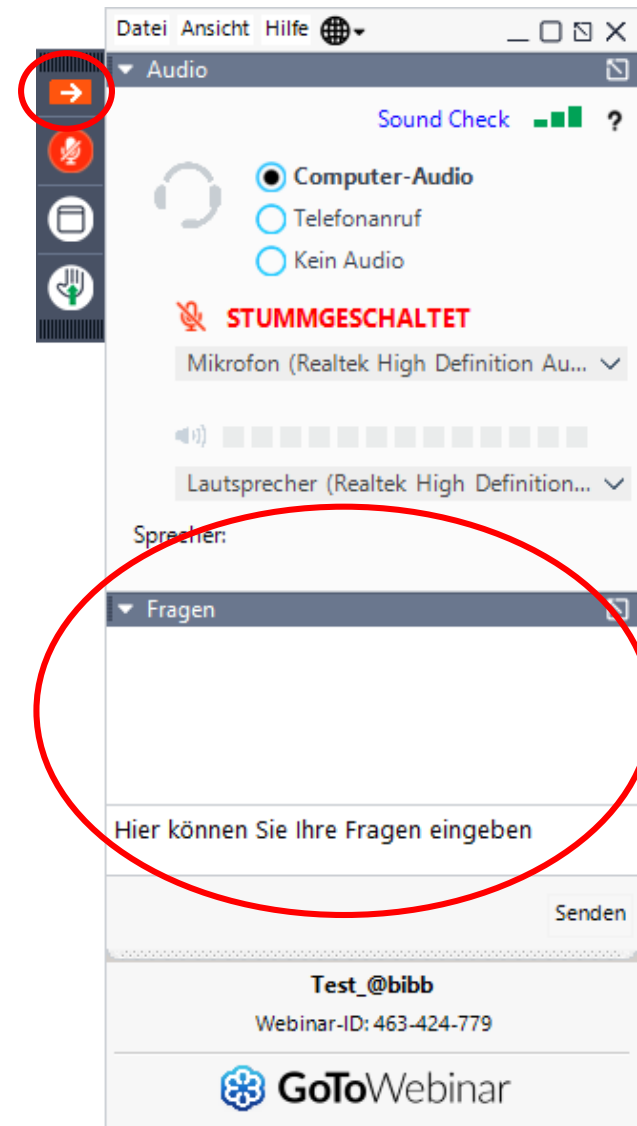 Datei Ansicht Hilfe
Audio
Sound Check ?
Computer-Audio
Telefonanruf
Kein Audio
STUMMGESCHALTET
Mikrofon (Realtek High Definition Au...
Lautsprecher (Realtek High Definition...
Sprecher:
Fragen
Hier können Sie Ihre Fragen eingeben
Senden
Test_@bibb
Webinar-ID: 463-424-779
GoToWebinar